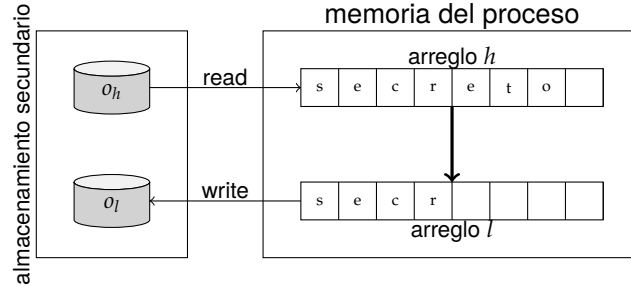 memoria del proceso
almacenamiento secundario
arreglo h
o_h
read
s e c r e t o
o_l
write
s e c r
arreglo l